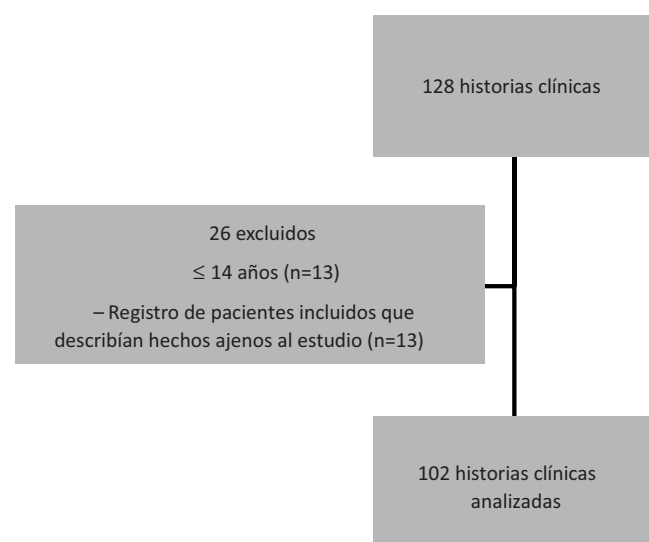 128 historias clínicas
26 excluidos
≤ 14 años (n=13)
– Registro de pacientes incluidos que
describían hechos ajenos al estudio (n=13)
102 historias clínicas
analizadas